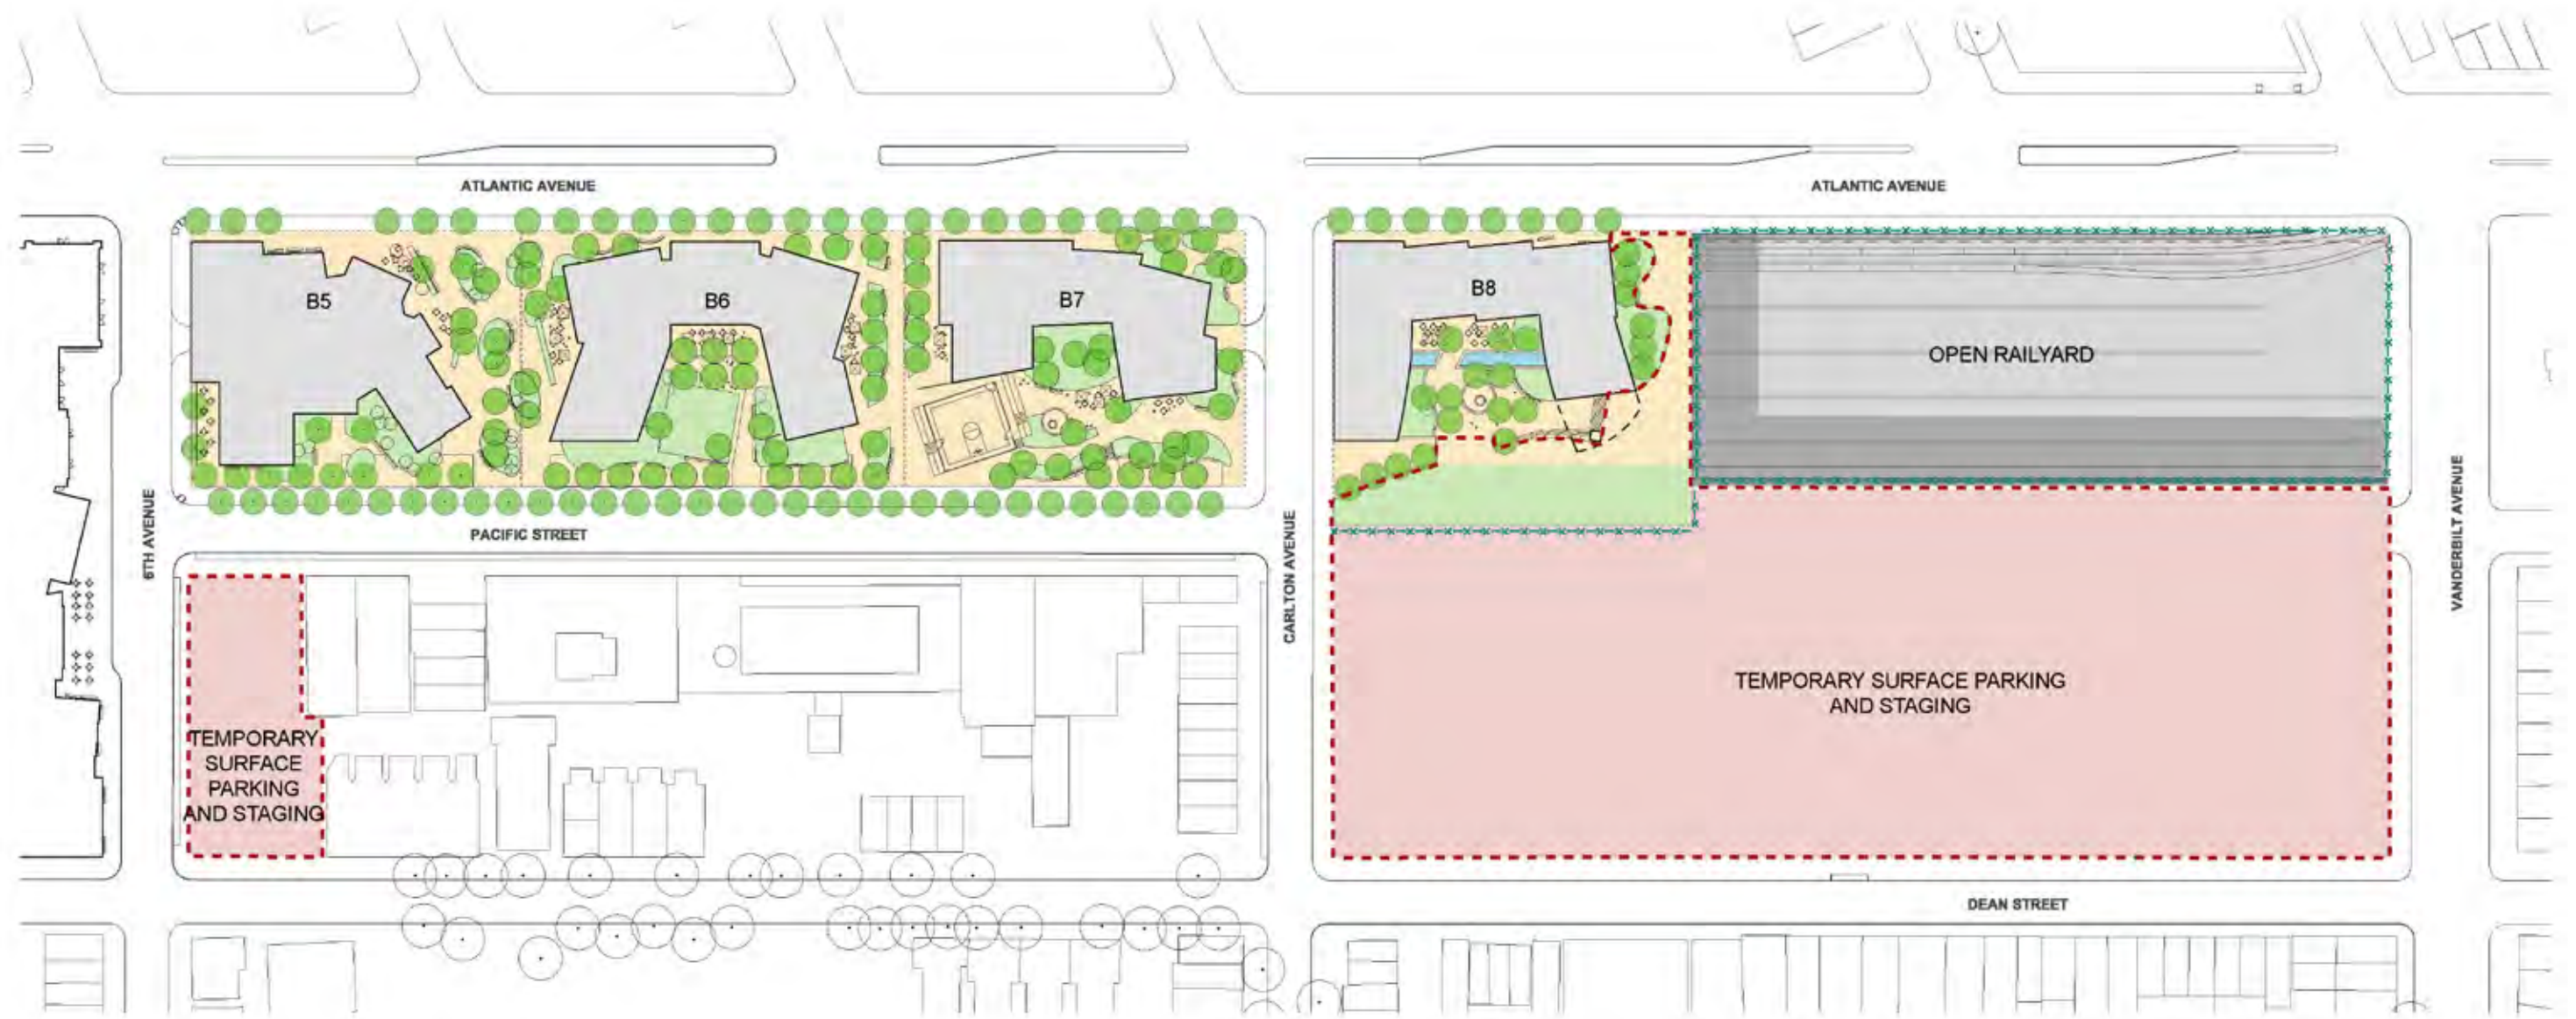 ATLANTIC AVENUE
ATLANTIC AVENUE
B5
B6
B7
B8
OPEN RAILYARD
6TH AVENUE
PACIFIC STREET
CARLTON AVENUE
VANDERBILT AVENUE
TEMPORARY
SURFACE
PARKING
AND STAGING
TEMPORARY SURFACE PARKING
AND STAGING
DEAN STREET